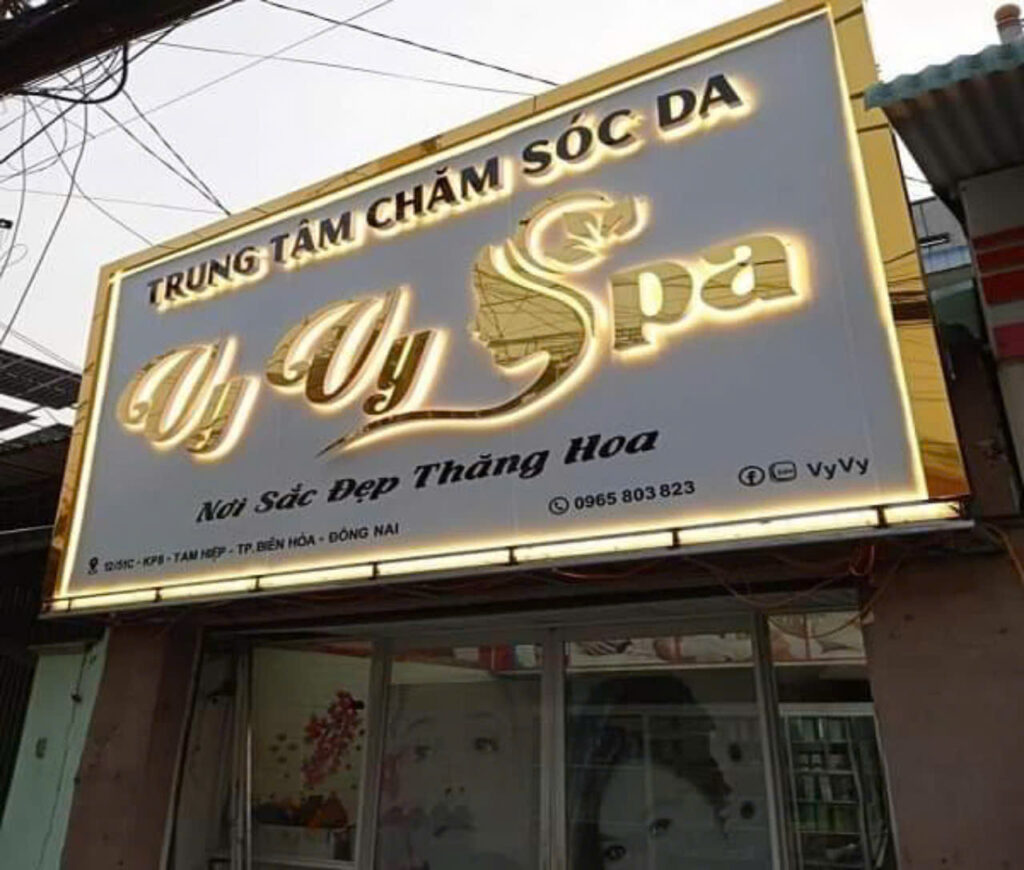 TRUNG TÂM CHĂM SÓC DA
Vy Vy Spa
Nơi Sắc Đẹp Thăng Hoa
0965 803 823
VyVy
12/51C - KP8 - TAM HIỆP - TP. BIÊN HÒA - ĐỒNG NAI